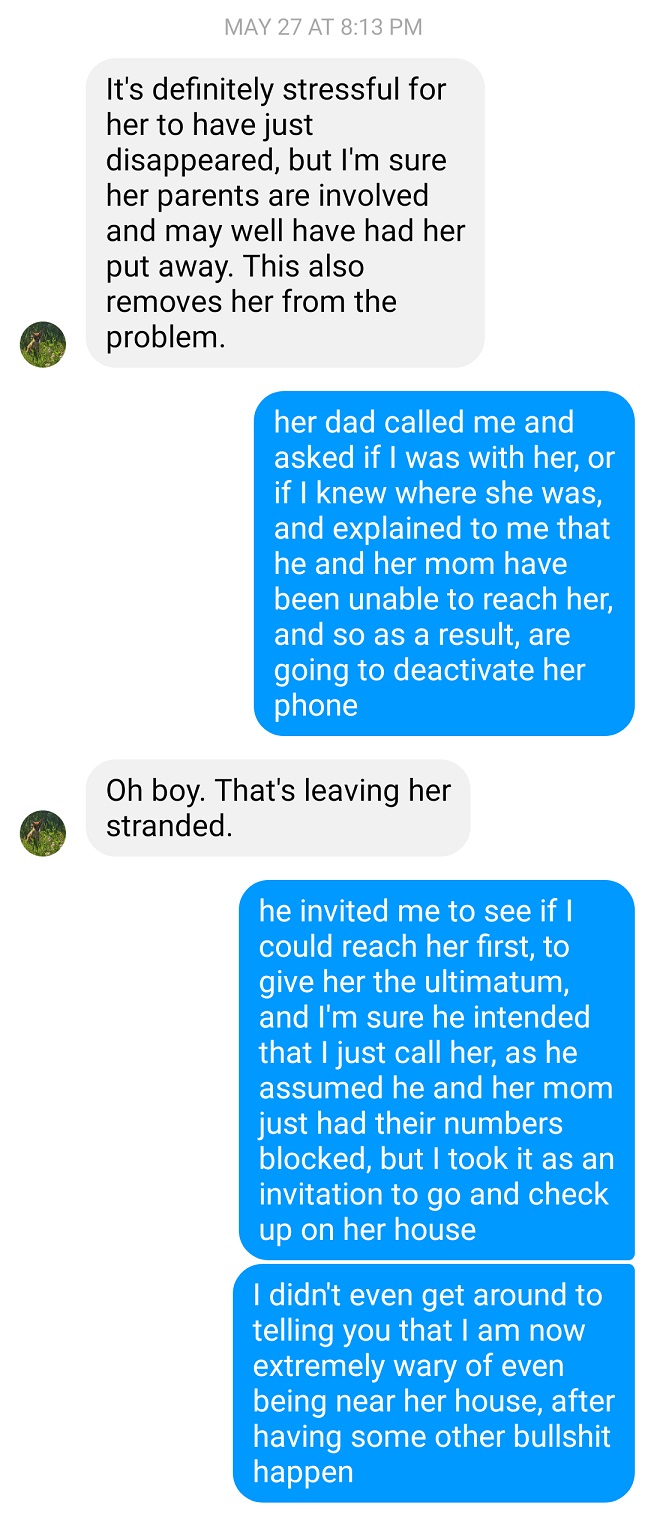 MAY 27 AT 8:13 PM
It's definitely stressful for
her to have just
disappeared, but I'm sure
her parents are involved
and may well have had her
put away. This also
removes her from the
problem.
her dad called me and
asked if I was with her, or
if I knew where she was,
and explained to me that
he and her mom have
been unable to reach her,
and so as a result, are
going to deactivate her
phone
Oh boy. That's leaving her
stranded.
he invited me to see if I
could reach her first, to
give her the ultimatum,
and I'm sure he intended
that I just call her, as he
assumed he and her mom
just had their numbers
blocked, but I took it as an
invitation to go and check
up on her house
I didn't even get around to
telling you that I am now
extremely wary of even
being near her house, after
having some other bullshit
happen